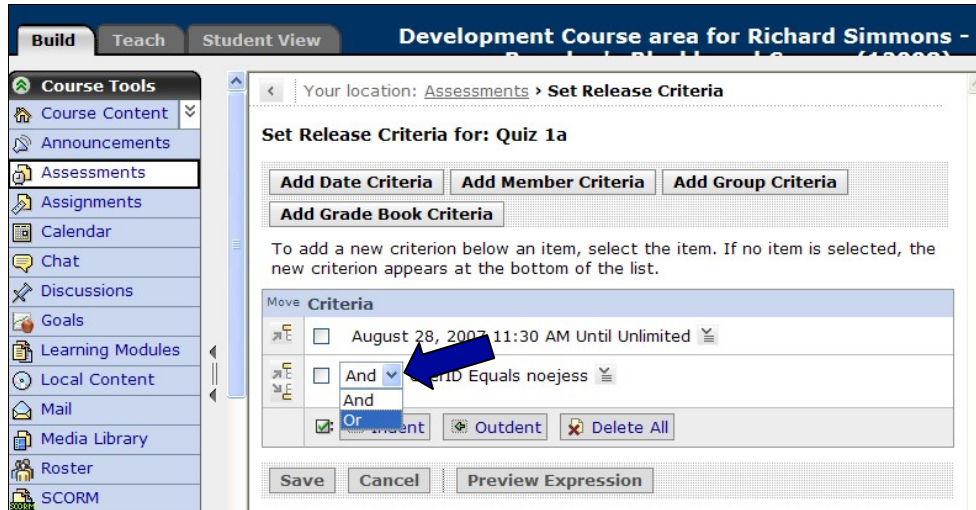 Build Teach Student View Development Course area for Richard Simmons -
Course Tools
Course Content
Announcements
Assessments
Assignments
Calendar
Chat
Discussions
Goals
Learning Modules
Local Content
Mail
Media Library
Roster
SCORM
Your location: Assessments › Set Release Criteria
Set Release Criteria for: Quiz 1a
Add Date Criteria Add Member Criteria Add Group Criteria
Add Grade Book Criteria
To add a new criterion below an item, select the item. If no item is selected, the
new criterion appears at the bottom of the list.
Move Criteria
August 28, 2007 11:30 AM Until Unlimited
And Equals noejess
And
Or
Outdent Delete All
Save Cancel Preview Expression